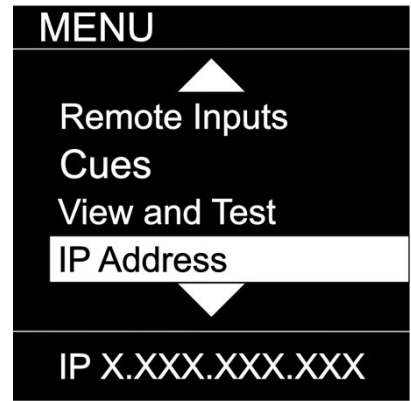 MENU
Remote Inputs
Cues
View and Test
IP Address
IP X.XXX.XXX.XXX